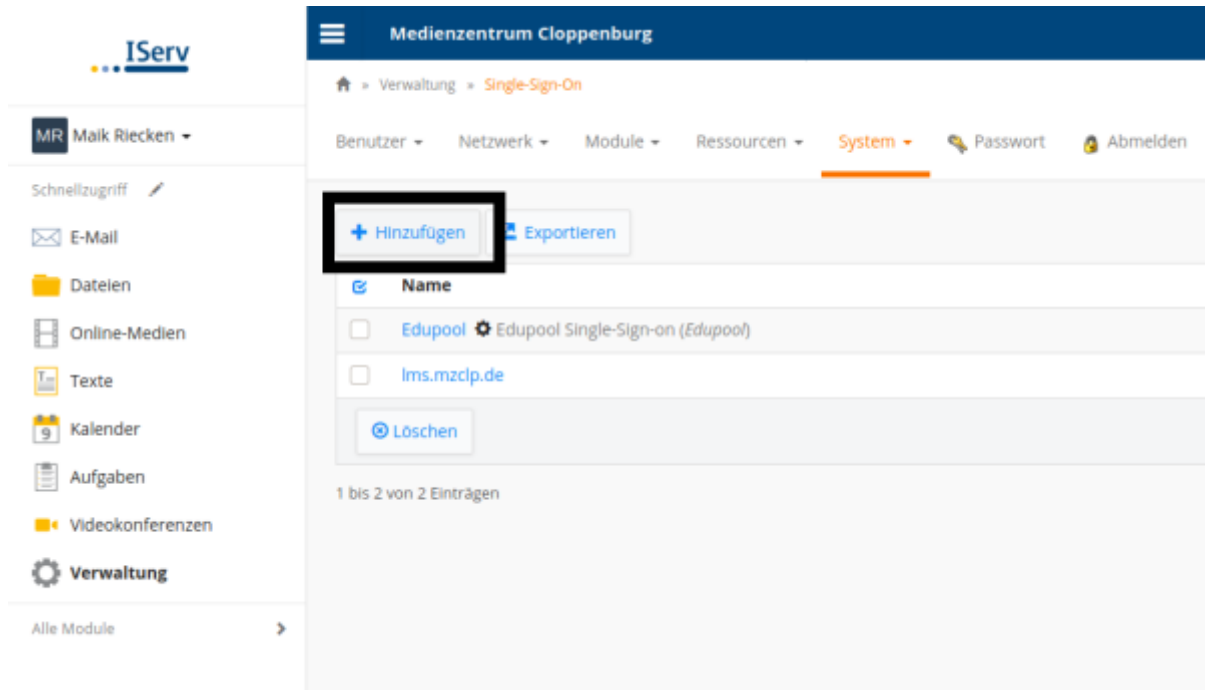 ...IServ
Medienzentrum Cloppenburg
» Verwaltung » Single-Sign-On
MR Maik Riecken
Benutzer Netzwerk Module Ressourcen System Passwort Abmelden
Schnellzugriff
E-Mail
Dateien
Online-Medien
Texte
9 Kalender
Aufgaben
Videokonferenzen
Verwaltung
Alle Module
+ Hinzufügen Exportieren
Name
Edupool Edupool Single-Sign-on (Edupool)
lms.mzclp.de
Löschen
1 bis 2 von 2 Einträgen